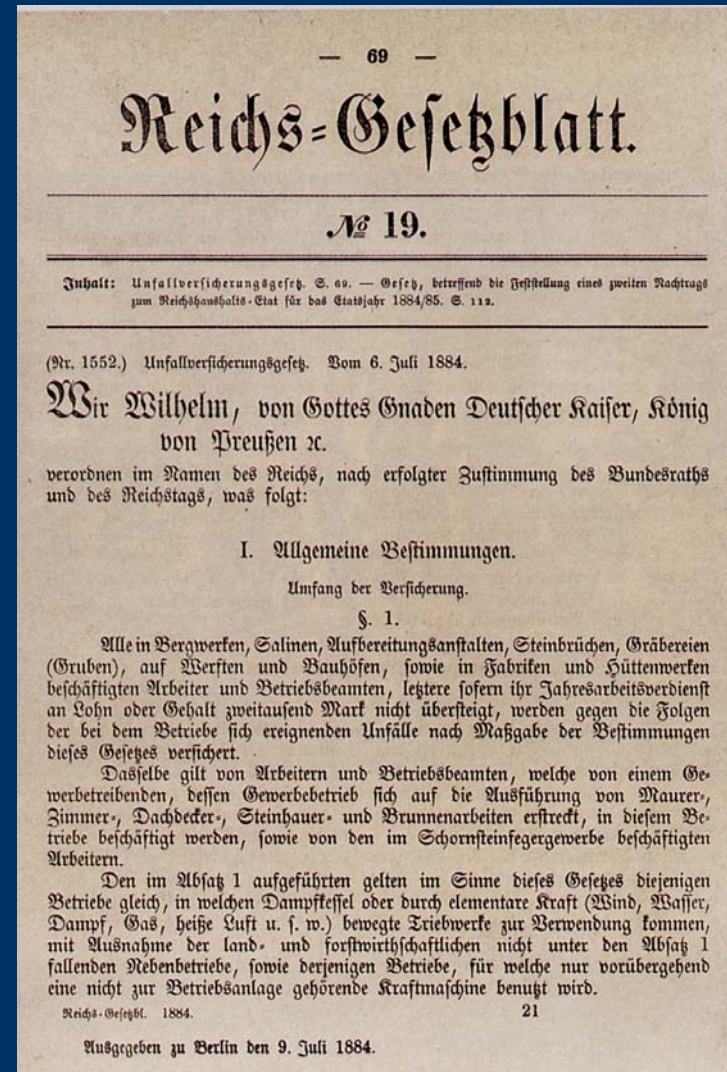 — 69 —
Reichs-Gesetzblatt.
№ 19.
Inhalt: Unfallversicherungsgesetz. S. 69. — Gesetz, betreffend die Feststellung eines zweiten Nachtrags
zum Reichshaushalts-Etat für das Etatsjahr 1884/85. S. 112.
(Nr. 1552.) Unfallversicherungsgesetz. Vom 6. Juli 1884.
Wir Wilhelm, von Gottes Gnaden Deutscher Kaiser, König
von Preußen ꝛc.
verordnen im Namen des Reichs, nach erfolgter Zustimmung des Bundesraths
und des Reichstags, was folgt:
I. Allgemeine Bestimmungen.
Umfang der Versicherung.
§. 1.
Alle in Bergwerken, Salinen, Aufbereitungsanstalten, Steinbrüchen, Gräbereien
(Gruben), auf Werften und Bauhöfen, sowie in Fabriken und Hüttenwerken
beschäftigten Arbeiter und Betriebsbeamten, letztere sofern ihr Jahresarbeitsverdienst
an Lohn oder Gehalt zweitausend Mark nicht übersteigt, werden gegen die Folgen
der bei dem Betriebe sich ereignenden Unfälle nach Maßgabe der Bestimmungen
dieses Gesetzes versichert.
Dasselbe gilt von Arbeitern und Betriebsbeamten, welche von einem Ge-
werbetreibenden, dessen Gewerbebetrieb sich auf die Ausführung von Maurer-,
Zimmer-, Dachdecker-, Steinhauer- und Brunnenarbeiten erstreckt, in diesem Be-
triebe beschäftigt werden, sowie von den im Schornsteinfegergewerbe beschäftigten
Arbeitern.
Den im Absatz 1 aufgeführten gelten im Sinne dieses Gesetzes diejenigen
Betriebe gleich, in welchen Dampfkessel oder durch elementare Kraft (Wind, Wasser,
Dampf, Gas, heiße Luft u. s. w.) bewegte Triebwerke zur Verwendung kommen,
mit Ausnahme der land- und forstwirthschaftlichen nicht unter den Absatz 1
fallenden Nebenbetriebe, sowie derjenigen Betriebe, für welche nur vorübergehend
eine nicht zur Betriebsanlage gehörende Kraftmaschine benutzt wird.
Reichs-Gesetzbl. 1884. 21
Ausgegeben zu Berlin den 9. Juli 1884.